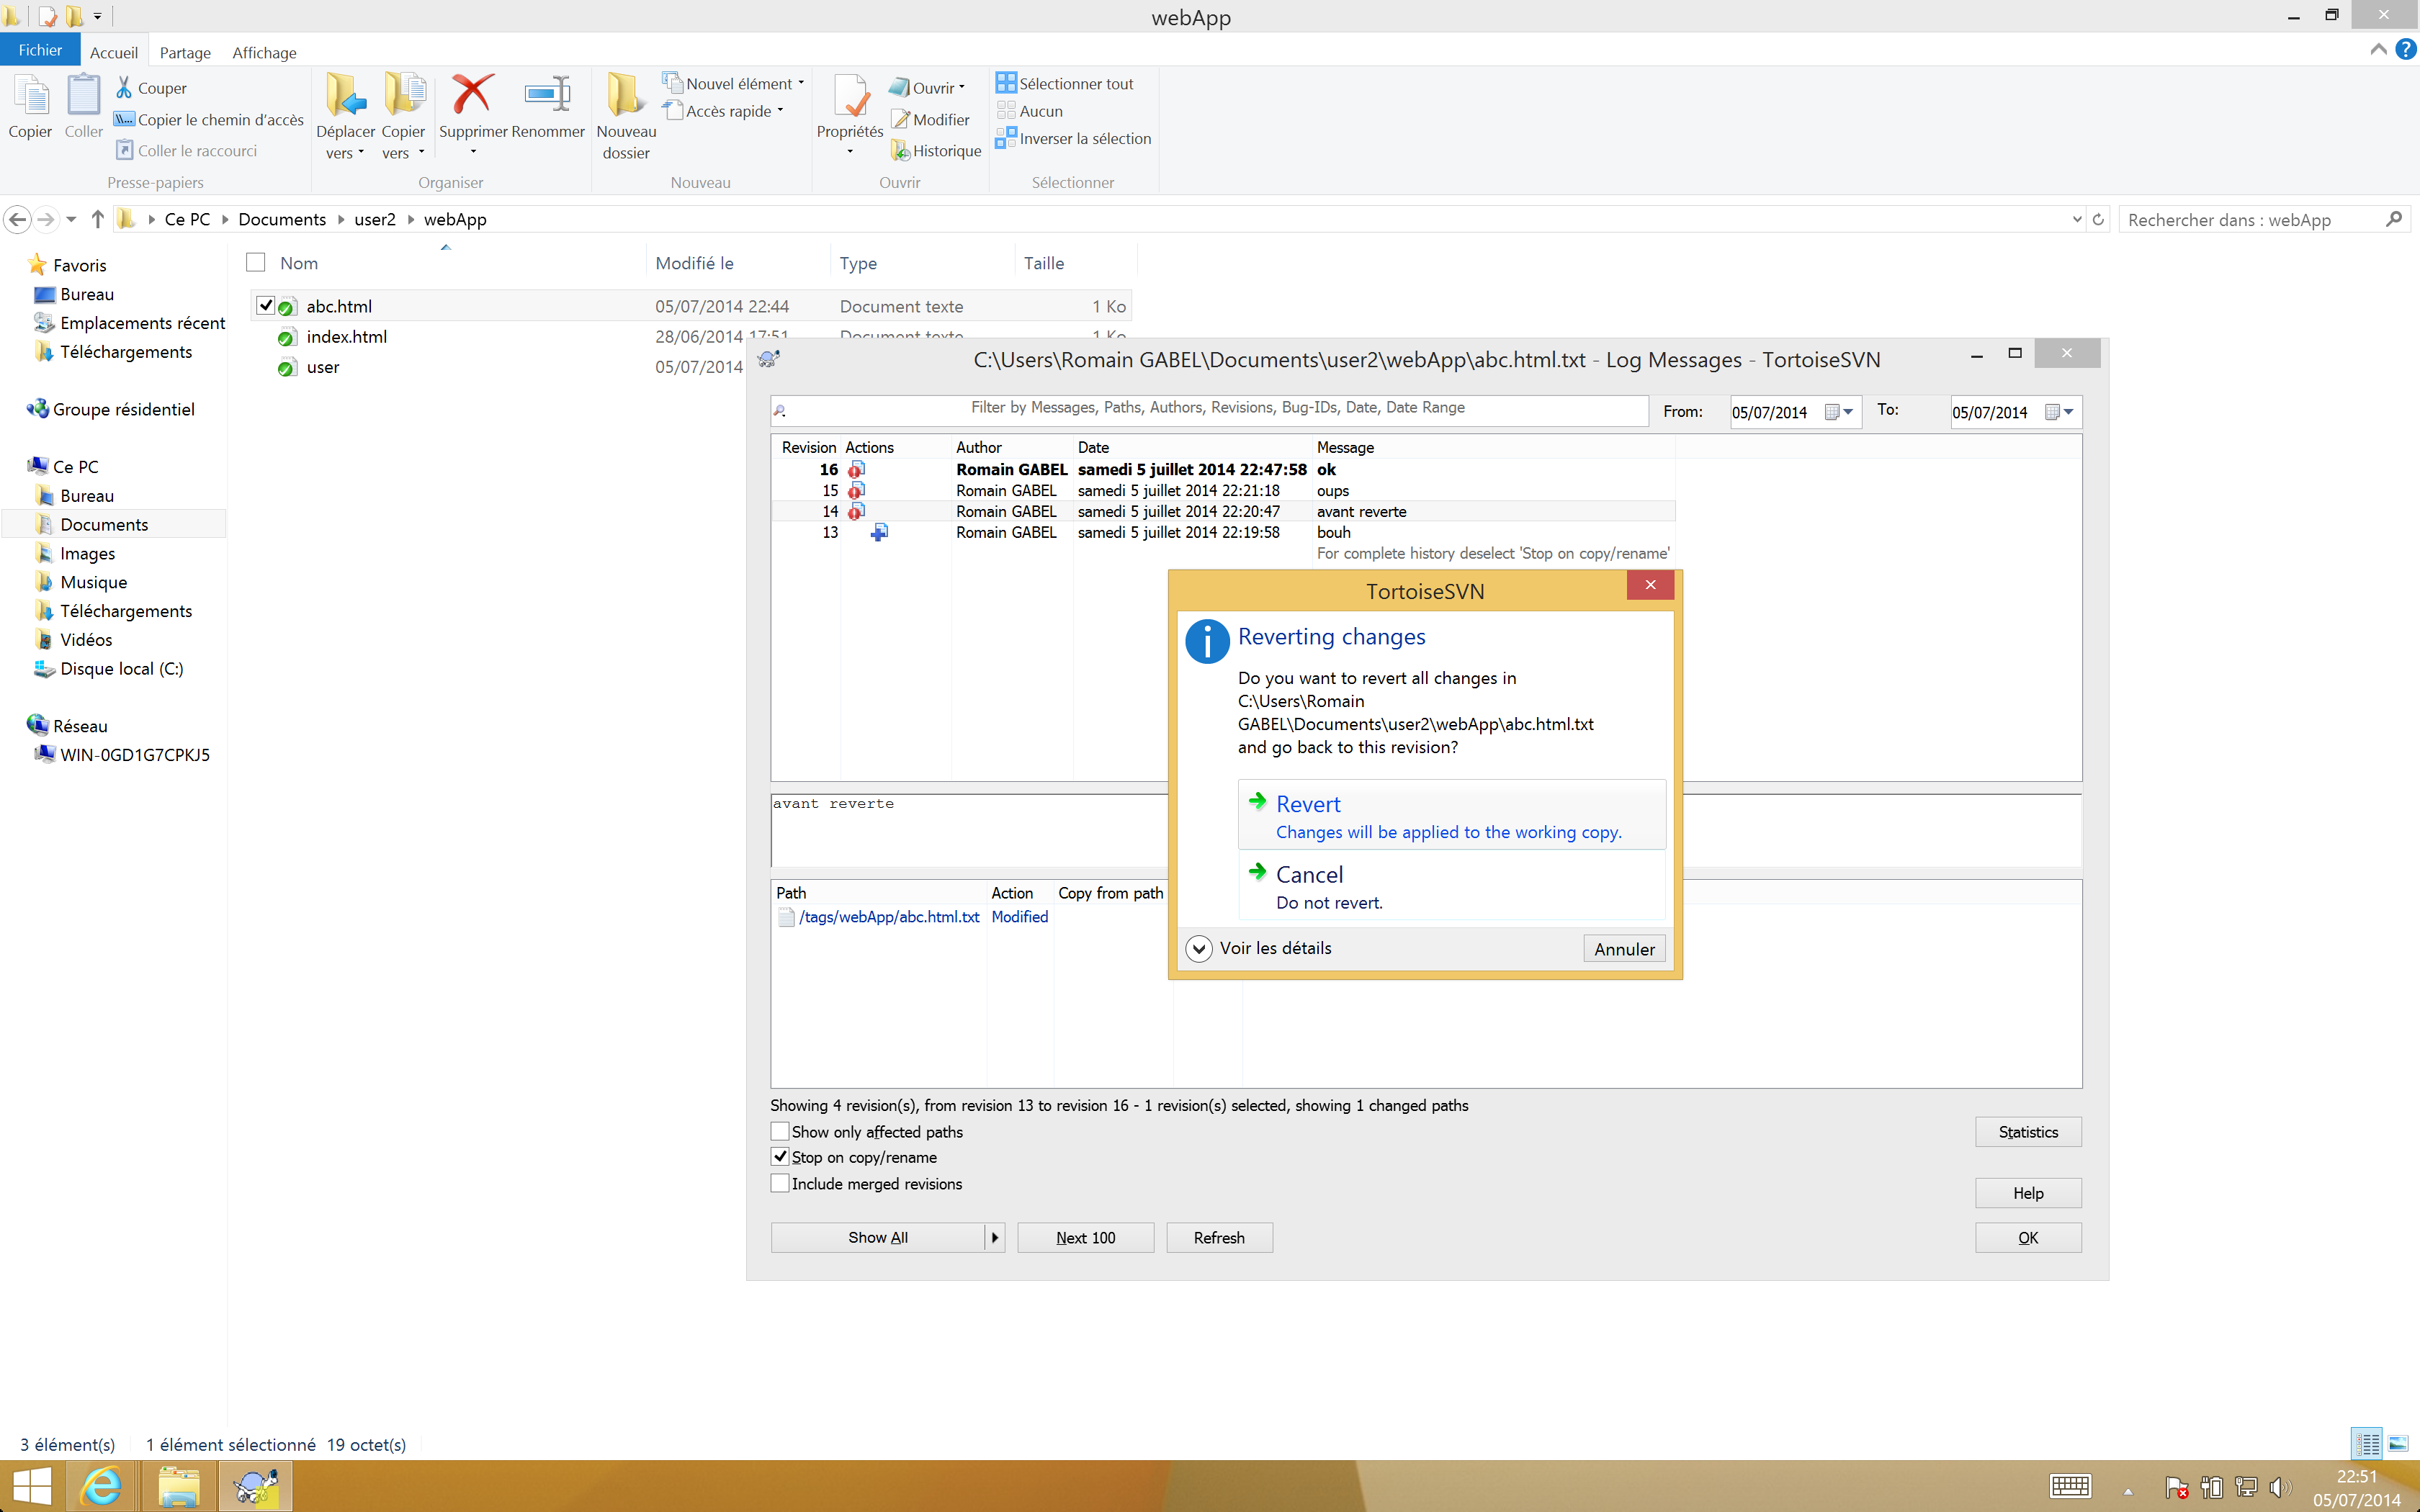 webApp
Fichier Accueil Partage Affichage
Copier Coller Couper
Copier le chemin d'accès
Coller le raccourci
Presse-papiers
Déplacer vers Copier vers Supprimer Renommer
Organiser
Nouveau dossier Nouvel élément
Accès rapide
Nouveau
Propriétés Ouvrir
Modifier
Historique
Ouvrir
Sélectionner tout
Aucun
Inverser la sélection
Sélectionner
Ce PC Documents user2 webApp
Rechercher dans : webApp
Favoris
Bureau
Emplacements récent
Téléchargements
Groupe résidentiel
Ce PC
Bureau
Documents
Images
Musique
Téléchargements
Vidéos
Disque local (C:)
Réseau
WIN-0GD1G7CPKJ5
Nom Modifié le Type Taille
abc.html 05/07/2014 22:44 Document texte 1 Ko
index.html 28/06/2014 17:51 Document texte 1 Ko
user 05/07/2014
C:\Users\Romain GABEL\Documents\user2\webApp\abc.html.txt - Log Messages - TortoiseSVN
Filter by Messages, Paths, Authors, Revisions, Bug-IDs, Date, Date Range
From: 05/07/2014 To: 05/07/2014
Revision Actions Author Date Message
16 Romain GABEL samedi 5 juillet 2014 22:47:58 ok
15 Romain GABEL samedi 5 juillet 2014 22:21:18 oups
14 Romain GABEL samedi 5 juillet 2014 22:20:47 avant reverte
13 Romain GABEL samedi 5 juillet 2014 22:19:58 bouh
For complete history deselect 'Stop on copy/rename'
TortoiseSVN
Reverting changes
Do you want to revert all changes in
C:\Users\Romain
GABEL\Documents\user2\webApp\abc.html.txt
and go back to this revision?
Revert
Changes will be applied to the working copy.
Cancel
Do not revert.
Voir les détails
Annuler
avant reverte
Path Action Copy from path
/tags/webApp/abc.html.txt Modified
Showing 4 revision(s), from revision 13 to revision 16 - 1 revision(s) selected, showing 1 changed paths
Show only affected paths
Stop on copy/rename
Include merged revisions
Statistics
Help
Show All Next 100 Refresh OK
3 élément(s) 1 élément sélectionné 19 octet(s)
22:51
05/07/2014